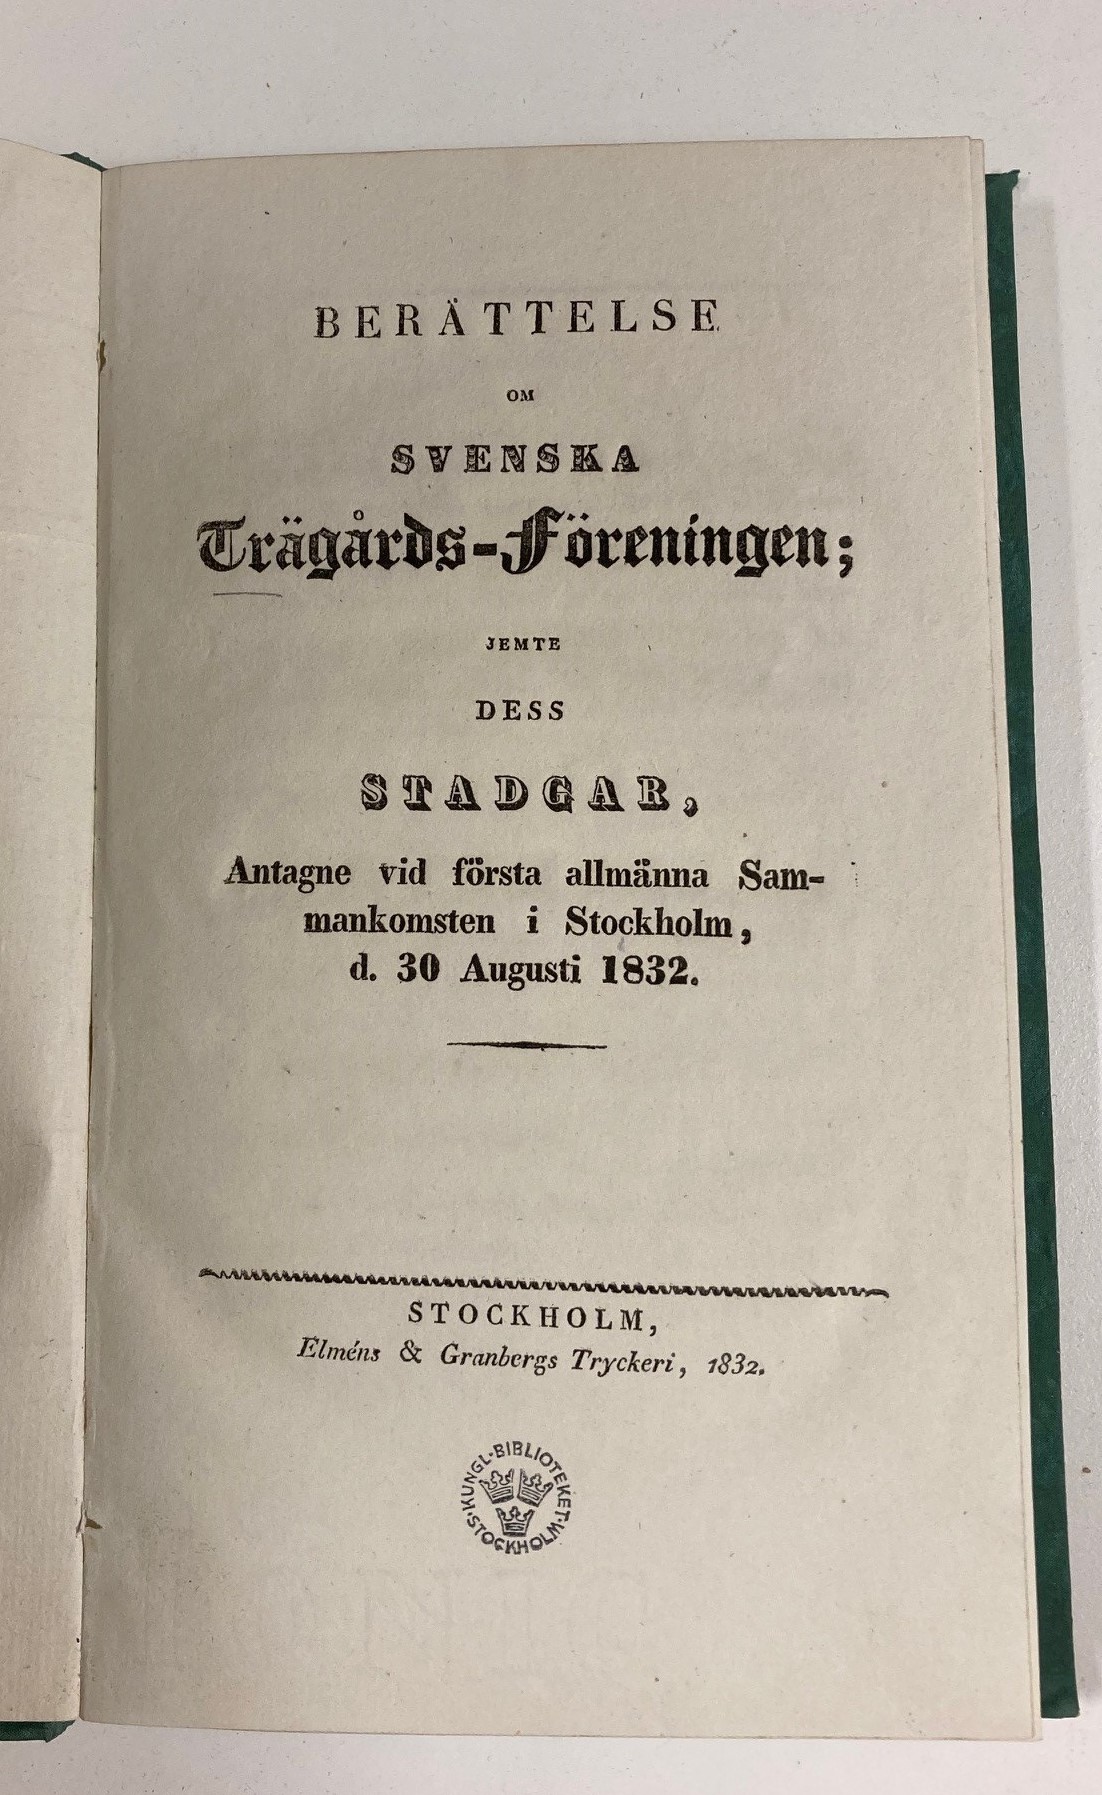 BERÄTTELSE
OM
SVENSKA
Trägårds-Föreningen;
JEMTE
DESS
STADGAR,
Antagne vid första allmänna Sam-
mankomsten i Stockholm,
d. 30 Augusti 1832.
STOCKHOLM,
Elméns & Granbergs Tryckeri, 1832.
KUNGL·BIBLIOTEKET·
STOCKHOLM